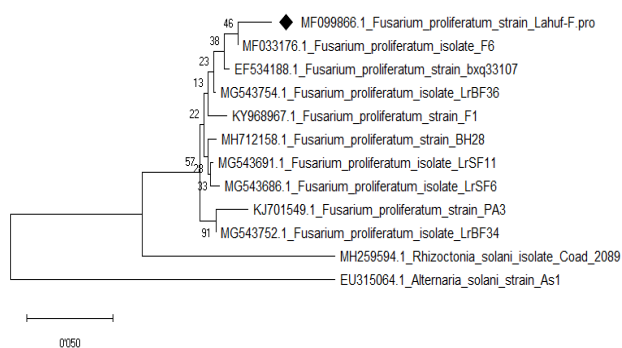 46
MF099866.1_Fusarium_proliferatum_strain_Lahuf-F.pro
38
MF033176.1_Fusarium_proliferatum_isolate_F6
23
EF534188.1_Fusarium_proliferatum_strain_bxq33107
13
MG543754.1_Fusarium_proliferatum_isolate_LrBF36
22
KY968967.1_Fusarium_proliferatum_strain_F1
MH712158.1_Fusarium_proliferatum_strain_BH28
57
28
MG543691.1_Fusarium_proliferatum_isolate_LrSF11
33
MG543686.1_Fusarium_proliferatum_isolate_LrSF6
KJ701549.1_Fusarium_proliferatum_strain_PA3
91
MG543752.1_Fusarium_proliferatum_isolate_LrBF34
MH259594.1_Rhizoctonia_solani_isolate_Coad_2089
EU315064.1_Alternaria_solani_strain_As1
0'050